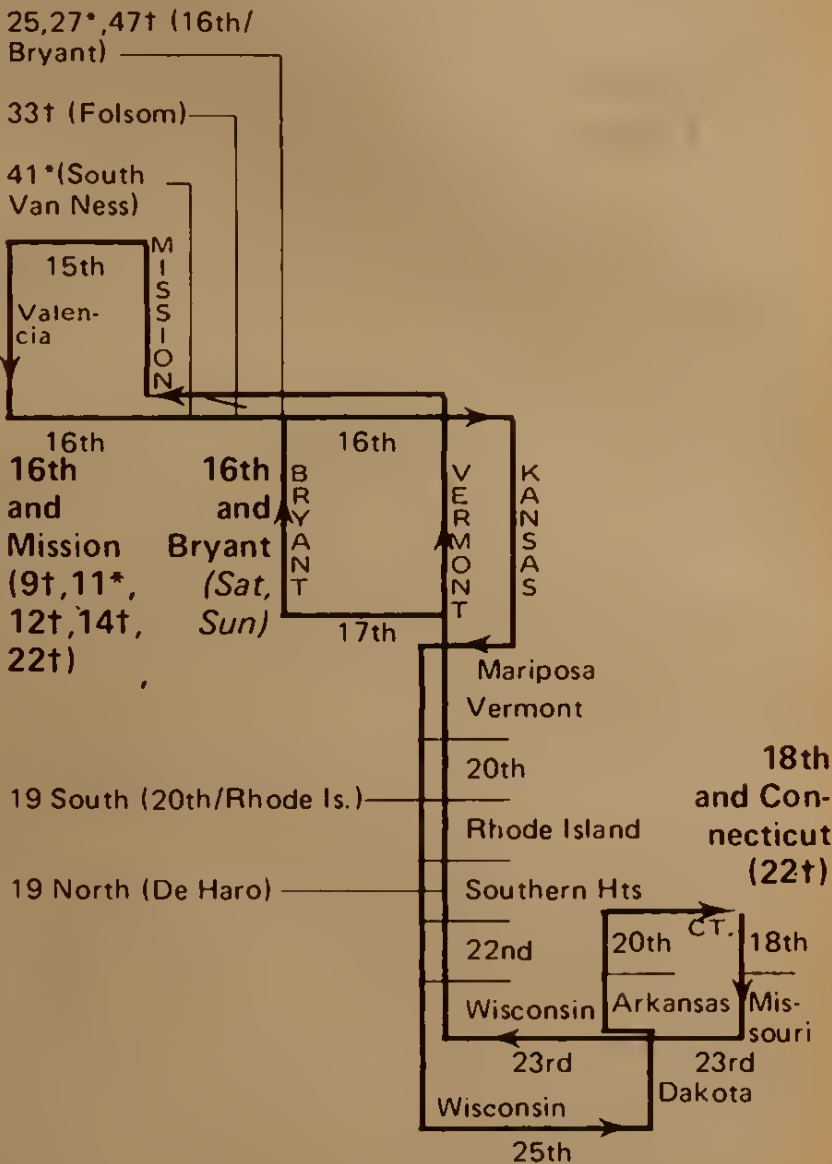 25,27*,47† (16th/
Bryant)
33† (Folsom)
41*(South
Van Ness)
MISSION
15th
Valen-
cia
16th
16th
16th
and
Mission
(9†,11*,
12†,14†,
22†)
16th
and
Bryant
(Sat,
Sun)
BRYANT
VERMONT
KANSAS
17th
Mariposa
Vermont
20th
19 South (20th/Rhode Is.)
Rhode Island
19 North (De Haro)
Southern Hts
22nd
Wisconsin
23rd
18th
and Con-
necticut
(22†)
CT.
20th
18th
Arkansas
Mis-
souri
23rd
Dakota
Wisconsin
25th